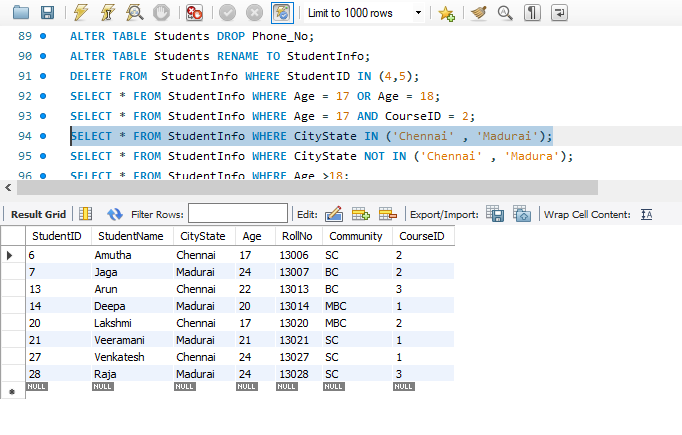 Limit to 1000 rows
89 ALTER TABLE Students DROP Phone_No;
90 ALTER TABLE Students RENAME TO StudentInfo;
91 DELETE FROM  StudentInfo WHERE StudentID IN (4,5);
92 SELECT * FROM StudentInfo WHERE Age = 17 OR Age = 18;
93 SELECT * FROM StudentInfo WHERE Age = 17 AND CourseID = 2;
94 SELECT * FROM StudentInfo WHERE CityState IN ('Chennai' , 'Madurai');
95 SELECT * FROM StudentInfo WHERE CityState NOT IN ('Chennai' , 'Madura');
96 SELECT * FROM StudentInfo WHERE Age >18;
Result Grid Filter Rows: Edit: Export/Import: Wrap Cell Content: IA
StudentID StudentName CityState Age RollNo Community CourseID
6 Amutha Chennai 17 13006 SC 2
7 Jaga Madurai 24 13007 BC 2
13 Arun Chennai 22 13013 BC 3
14 Deepa Madurai 20 13014 MBC 1
20 Lakshmi Chennai 17 13020 MBC 2
21 Veeramani Madurai 21 13021 SC 1
27 Venkatesh Chennai 24 13027 SC 1
28 Raja Madurai 24 13028 SC 3
NULL NULL NULL NULL NULL NULL NULL